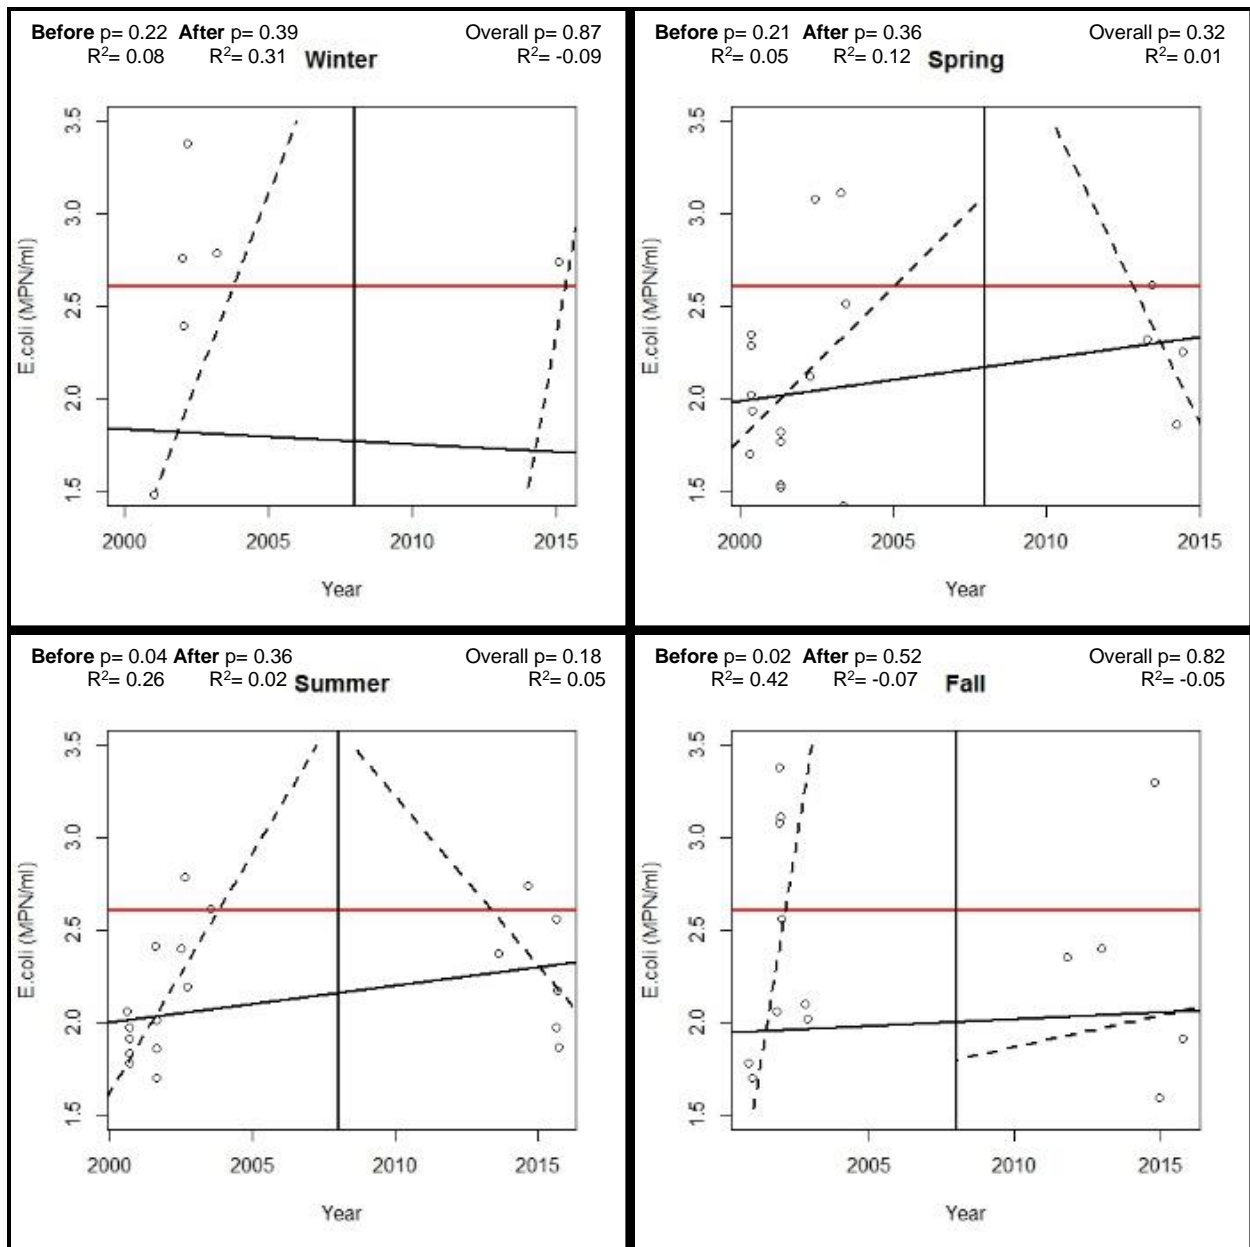 Before p= 0.22 After p= 0.39 Overall p= 0.87
R²= 0.08 R²= 0.31 Winter R²= -0.09
3.5
3.0
2.5
2.0
1.5
E.coli (MPN/ml)
2000 2005 2010 2015
Year
Before p= 0.21 After p= 0.36 Overall p= 0.32
R²= 0.05 R²= 0.12 Spring R²= 0.01
3.5
3.0
2.5
2.0
1.5
E.coli (MPN/ml)
2000 2005 2010 2015
Year
Before p= 0.04 After p= 0.36 Overall p= 0.18
R²= 0.26 R²= 0.02 Summer R²= 0.05
3.5
3.0
2.5
2.0
1.5
E.coli (MPN/ml)
2000 2005 2010 2015
Year
Before p= 0.02 After p= 0.52 Overall p= 0.82
R²= 0.42 R²= -0.07 Fall R²= -0.05
3.5
3.0
2.5
2.0
1.5
E.coli (MPN/ml)
2005 2010 2015
Year